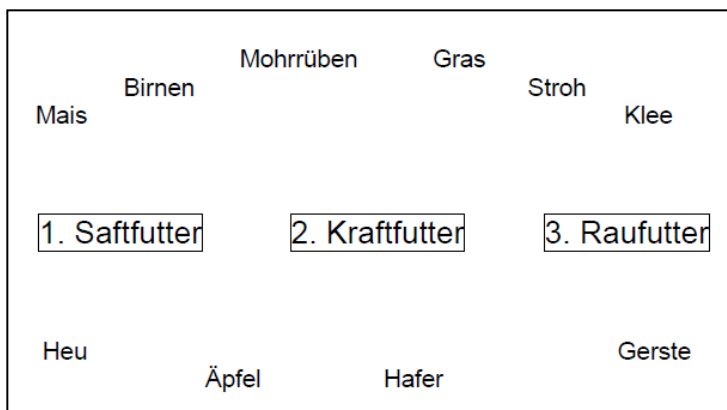 Mohrrüben Gras
Birnen Stroh
Mais Klee
1. Saftfutter 2. Kraftfutter 3. Raufutter
Heu Gerste
Äpfel Hafer